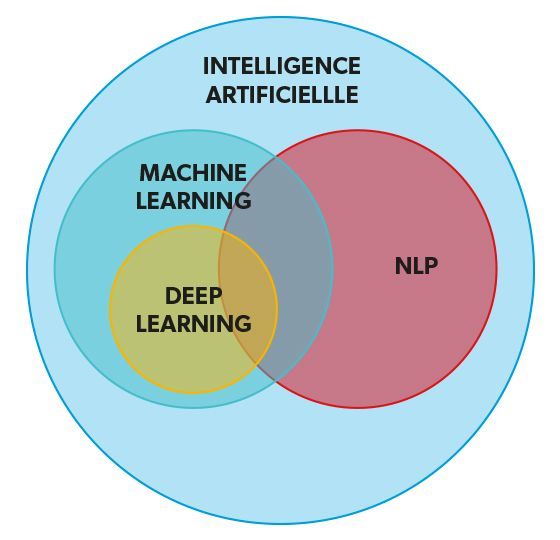 INTELLIGENCE
ARTIFICIELLLE
MACHINE
LEARNING
NLP
DEEP
LEARNING